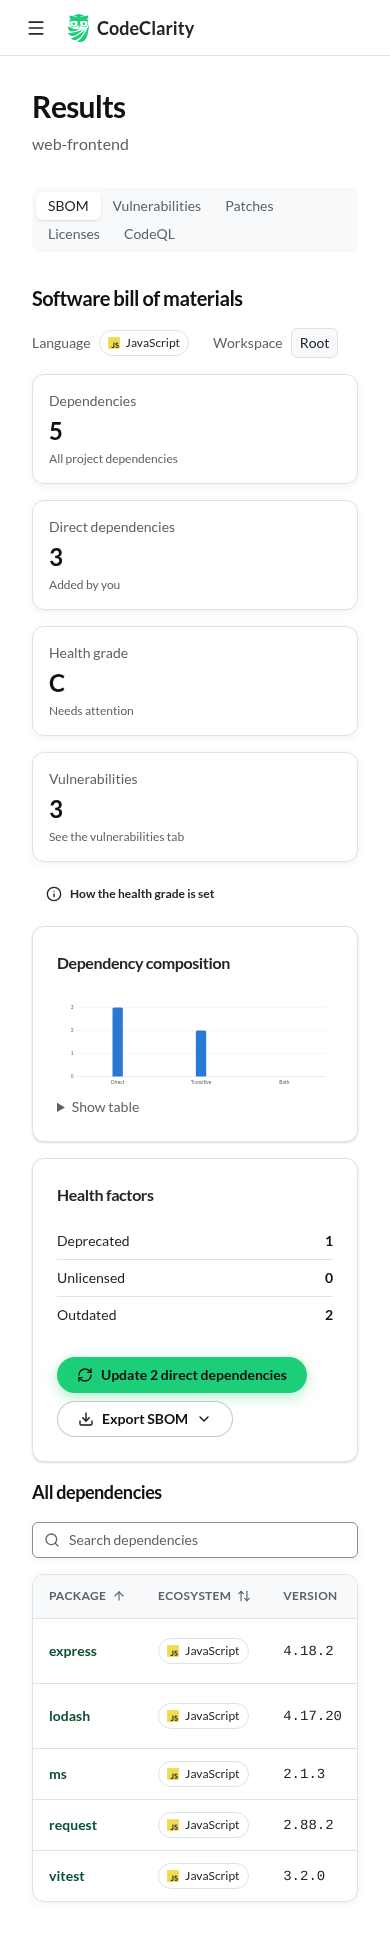 CodeClarity
Results
web-frontend
SBOM Vulnerabilities Patches
Licenses CodeQL
Software bill of materials
Language JS JavaScript Workspace Root
Dependencies
5
All project dependencies
Direct dependencies
3
Added by you
Health grade
C
Needs attention
Vulnerabilities
3
See the vulnerabilities tab
How the health grade is set
Dependency composition
3
2
1
0
Direct Transitive Both
Show table
Health factors
Deprecated 1
Unlicensed 0
Outdated 2
Update 2 direct dependencies
Export SBOM
All dependencies
Search dependencies
PACKAGE ECOSYSTEM VERSION
express JS JavaScript 4.18.2
lodash JS JavaScript 4.17.20
ms JS JavaScript 2.1.3
request JS JavaScript 2.88.2
vitest JS JavaScript 3.2.0